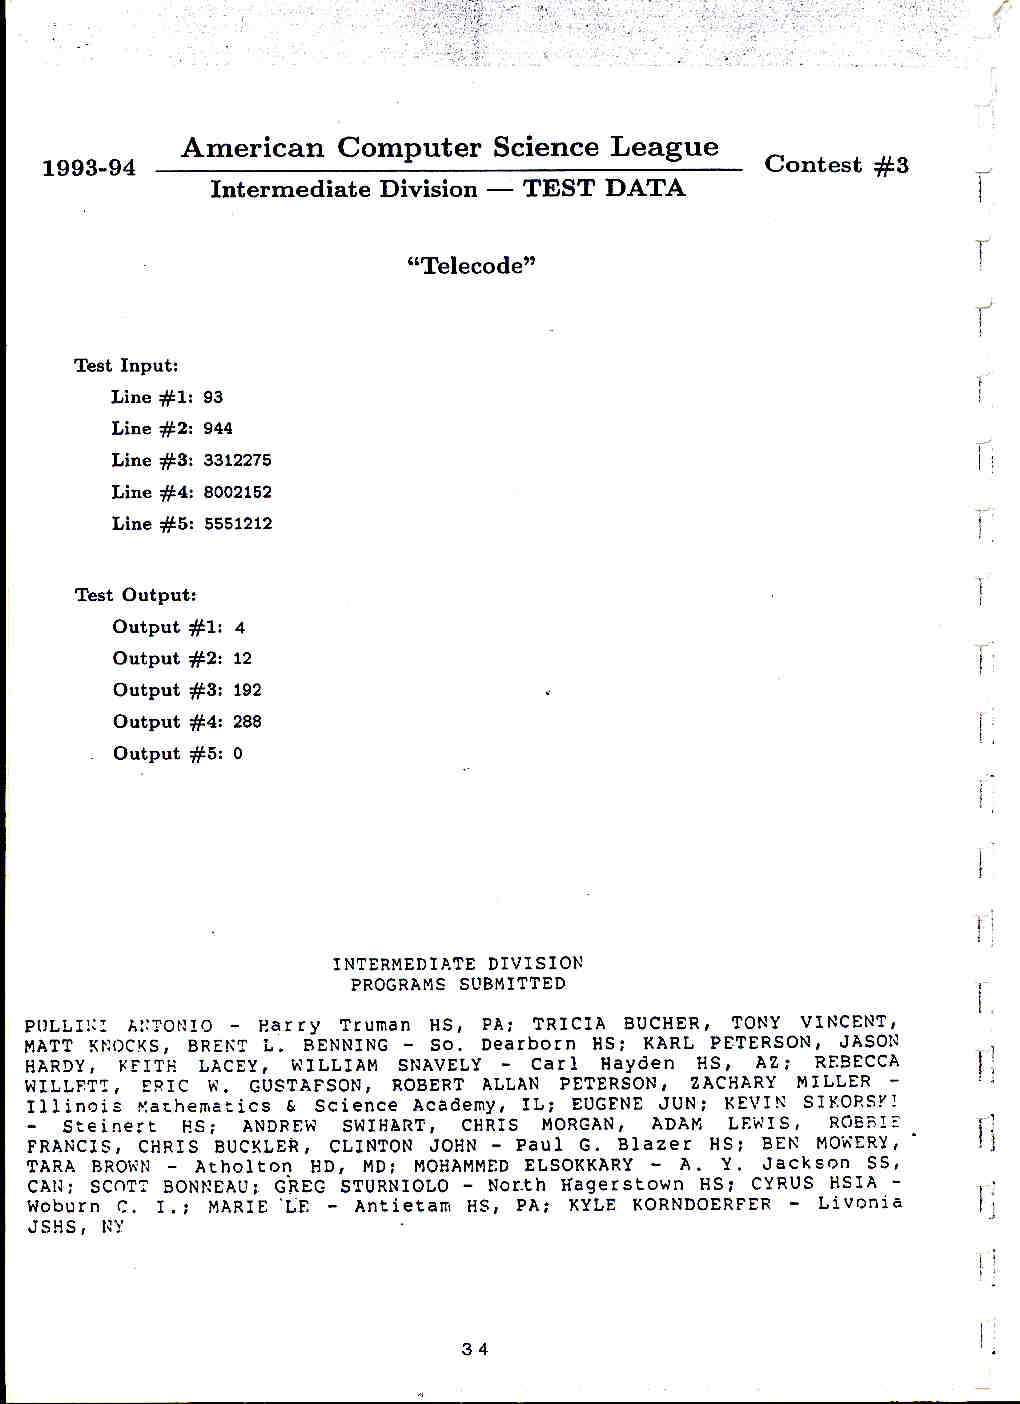 American Computer Science League
1993-94 Contest #3
Intermediate Division — TEST DATA
“Telecode”
Test Input:
Line #1: 93
Line #2: 944
Line #3: 3312275
Line #4: 8002152
Line #5: 5551212
Test Output:
Output #1: 4
Output #2: 12
Output #3: 192
Output #4: 288
Output #5: 0
INTERMEDIATE DIVISION
PROGRAMS SUBMITTED
PULLINI ANTONIO - Harry Truman HS, PA; TRICIA BUCHER, TONY VINCENT,
MATT KNOCKS, BRENT L. BENNING - So. Dearborn HS; KARL PETERSON, JASON
HARDY, KEITH LACEY, WILLIAM SNAVELY - Carl Hayden HS, AZ; REBECCA
WILLETT, ERIC W. GUSTAFSON, ROBERT ALLAN PETERSON, ZACHARY MILLER -
Illinois Mathematics & Science Academy, IL; EUGENE JUN; KEVIN SIKORSKI
- Steinert HS; ANDREW SWIHART, CHRIS MORGAN, ADAM LEWIS, ROBBIE
FRANCIS, CHRIS BUCKLER, CLINTON JOHN - Paul G. Blazer HS; BEN MOWERY,
TARA BROWN - Atholton HD, MD; MOHAMMED ELSOKKARY - A. Y. Jackson SS,
CAN; SCOTT BONNEAU; GREG STURNIOLO - North Hagerstown HS; CYRUS HSIA -
Woburn C. I.; MARIE LE - Antietam HS, PA; KYLE KORNDOERFER - Livonia
JSHS, NY
34